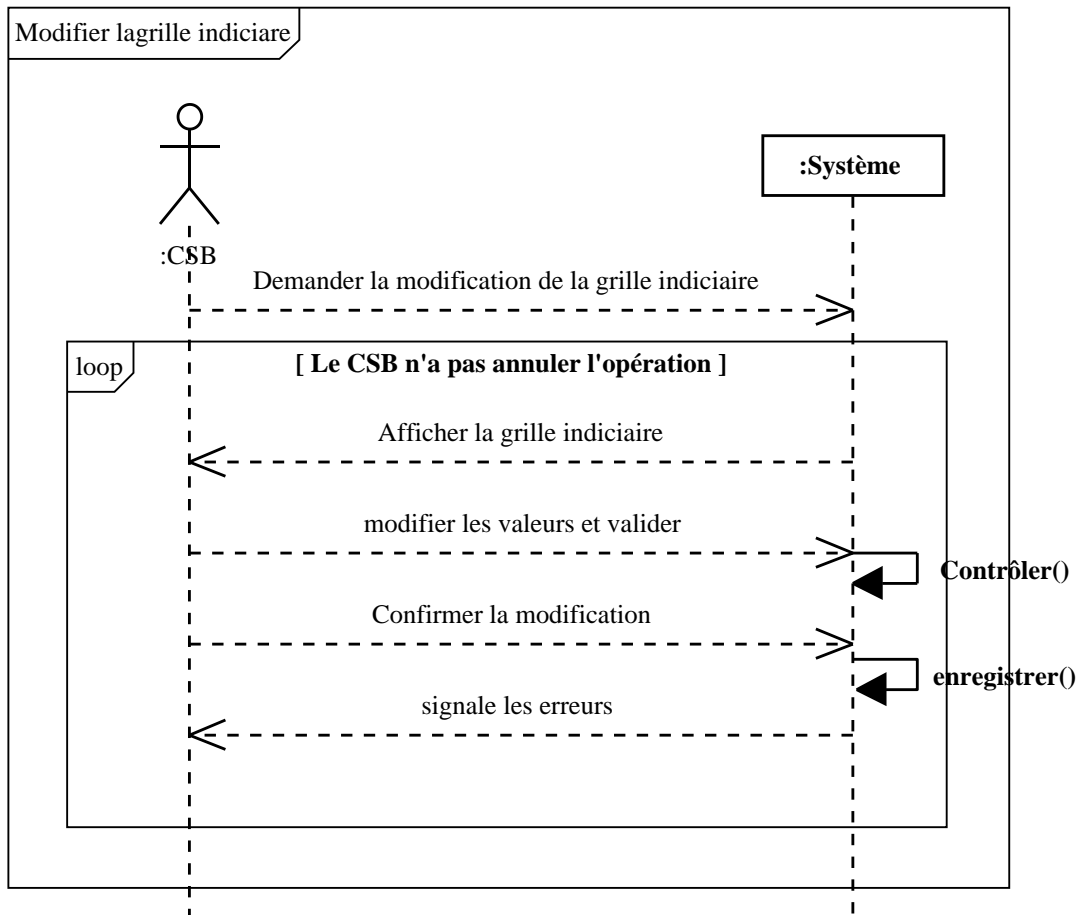 Modifier lagrille indiciare
:Système
:CSB
Demander la modification de la grille indiciaire
loop
[ Le CSB n'a pas annuler l'opération ]
Afficher la grille indiciaire
modifier les valeurs et valider
Contrôler()
Confirmer la modification
enregistrer()
signale les erreurs